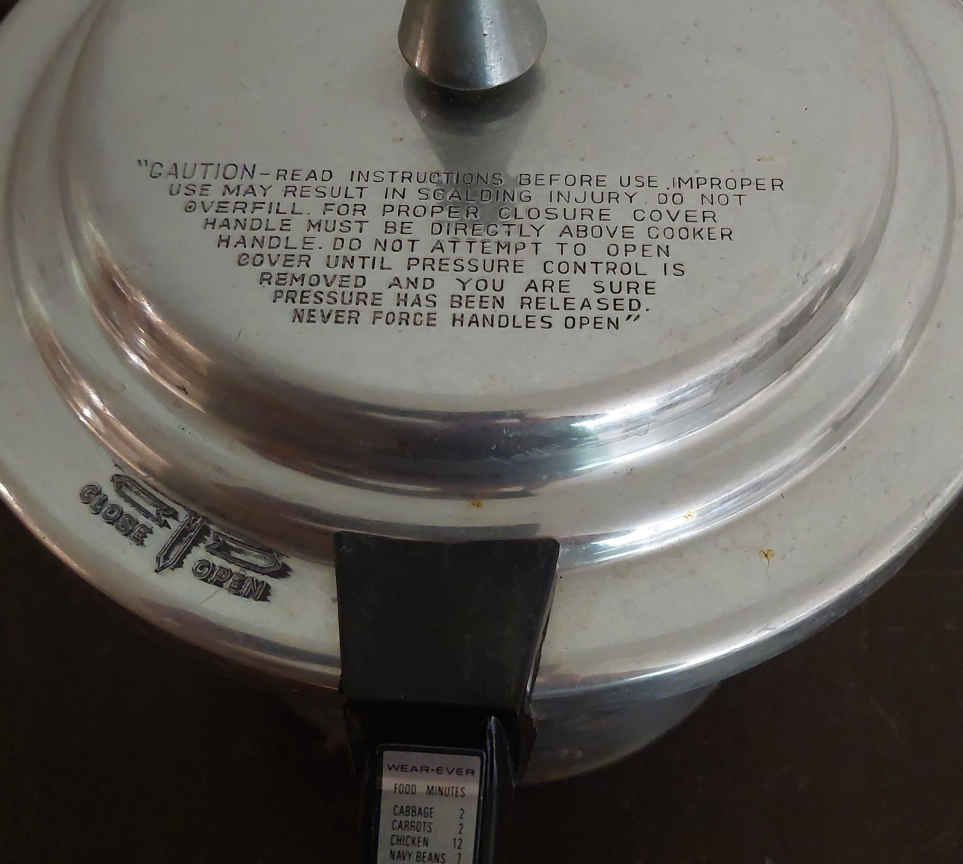 "CAUTION-READ INSTRUCTIONS BEFORE USE. IMPROPER
USE MAY RESULT IN SCALDING INJURY. DO NOT
OVERFILL. FOR PROPER CLOSURE COVER
HANDLE MUST BE DIRECTLY ABOVE COOKER
HANDLE. DO NOT ATTEMPT TO OPEN
COVER UNTIL PRESSURE CONTROL IS
REMOVED AND YOU ARE SURE
PRESSURE HAS BEEN RELEASED.
NEVER FORCE HANDLES OPEN"
CLOSE
OPEN
WEAR-EVER
FOOD MINUTES
CABBAGE 2
CARROTS 2
CHICKEN 12
NAVY BEANS